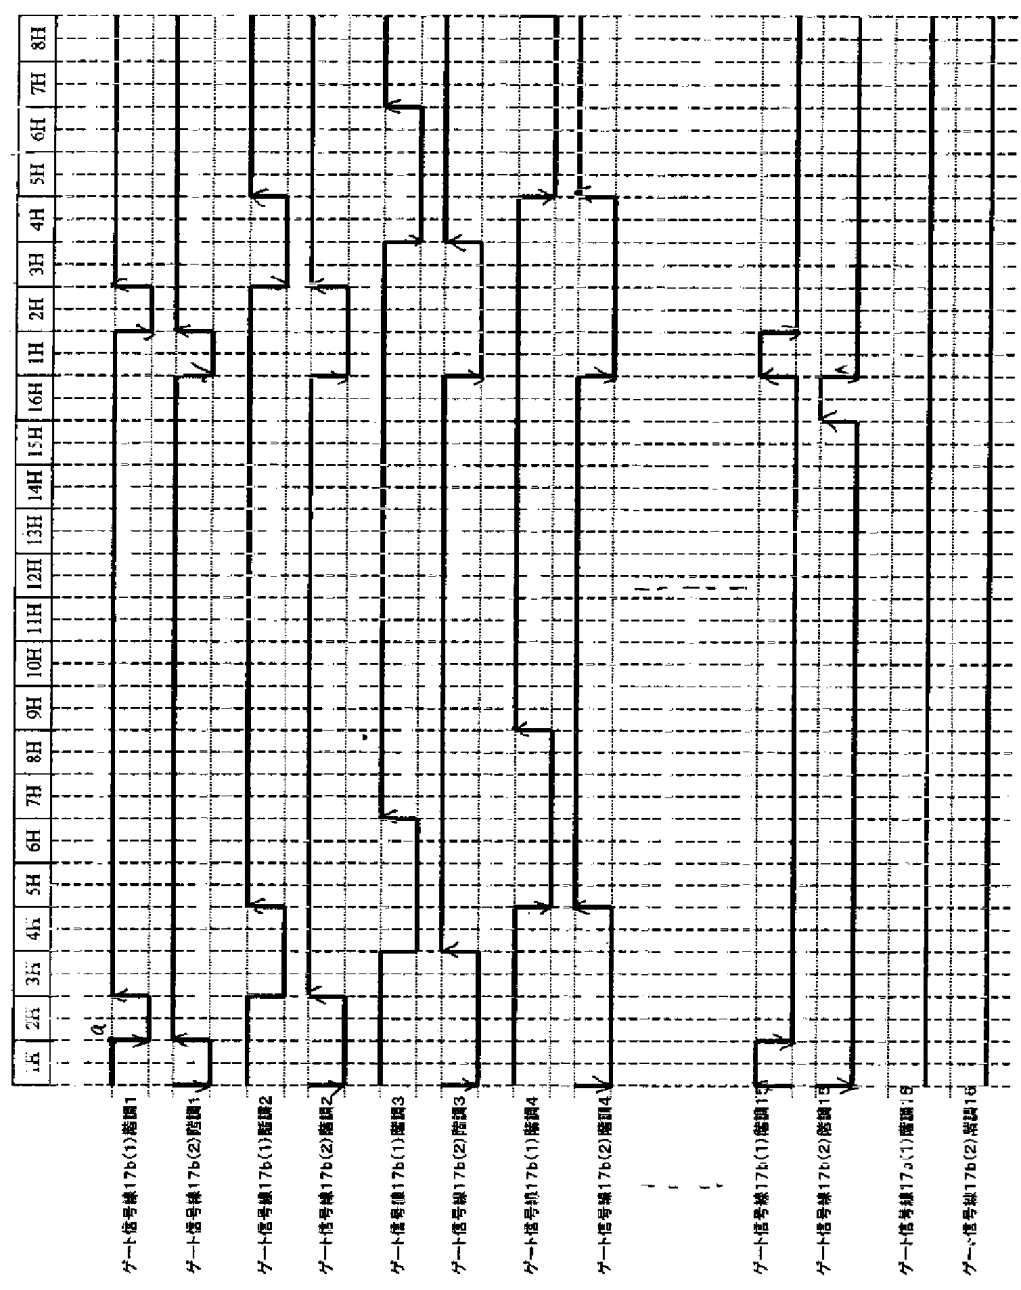 1H 2H 3H 4H 5H 6H 7H 8H 9H 10H 11H 12H 13H 14H 15H 16H 1H 2H 3H 4H 5H 6H 7H 8H
a
ゲート信号線17b(1)階調1
ゲート信号線17b(2)階調1
ゲート信号線17b(1)階調2
ゲート信号線17b(2)階調2
ゲート信号線17b(1)階調3
ゲート信号線17b(2)階調3
ゲート信号線17b(1)階調4
ゲート信号線17b(2)階調4
ゲート信号線17b(1)階調15
ゲート信号線17b(2)階調15
ゲート信号線17b(1)階調16
ゲート信号線17b(2)階調16